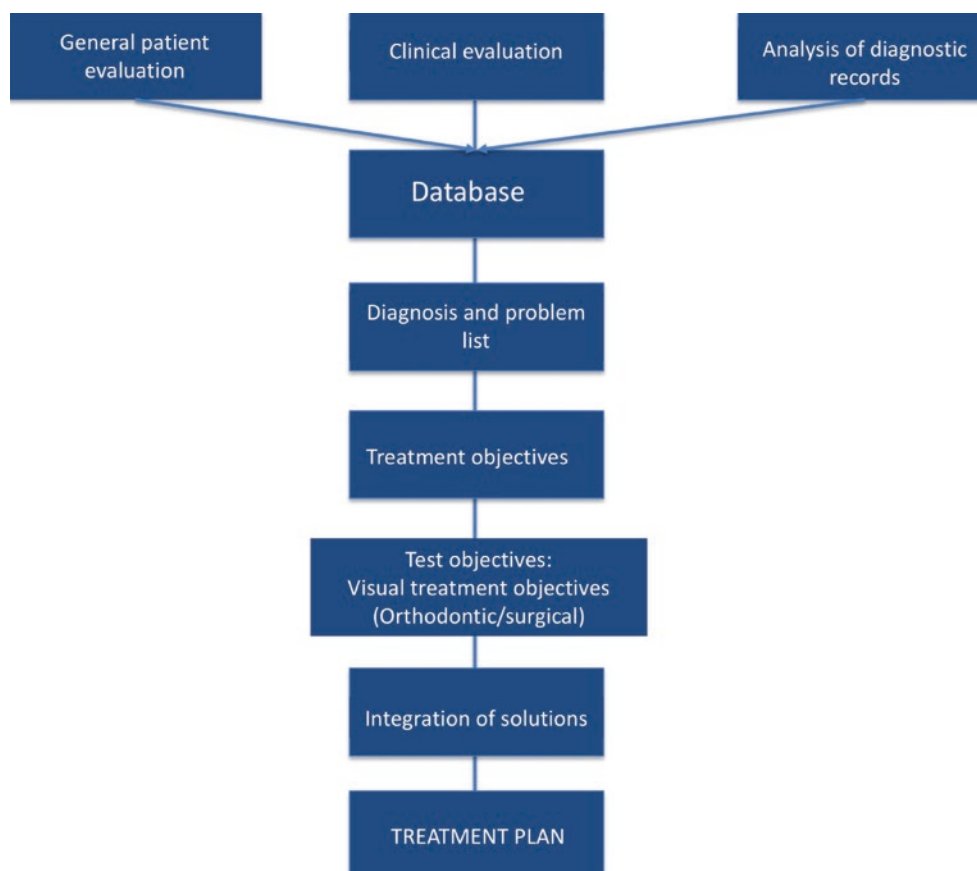 General patient
evaluation
Clinical evaluation
Analysis of diagnostic
records
Database
Diagnosis and problem
list
Treatment objectives
Test objectives:
Visual treatment objectives
(Orthodontic/surgical)
Integration of solutions
TREATMENT PLAN